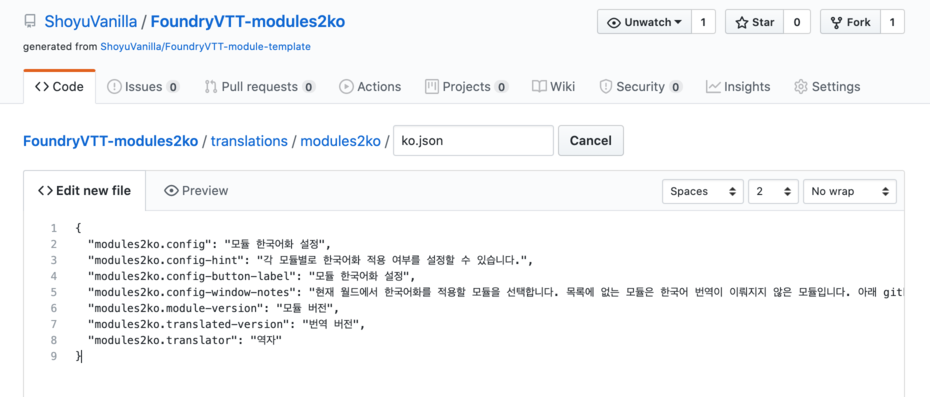 ShoyuVanilla / FoundryVTT-modules2ko
Unwatch 1 Star 0 Fork 1
generated from ShoyuVanilla/FoundryVTT-module-template
<> Code Issues 0 Pull requests 0 Actions Projects 0 Wiki Security 0 Insights Settings
FoundryVTT-modules2ko / translations / modules2ko / ko.json Cancel
<> Edit new file Preview Spaces 2 No wrap
1 {
2 "modules2ko.config": "모듈 한국어화 설정",
3 "modules2ko.config-hint": "각 모듈별로 한국어화 적용 여부를 설정할 수 있습니다.",
4 "modules2ko.config-button-label": "모듈 한국어화 설정",
5 "modules2ko.config-window-notes": "현재 월드에서 한국어화를 적용할 모듈을 선택합니다. 목록에 없는 모듈은 한국어 번역이 이뤄지지 않은 모듈입니다. 아래 git
6 "modules2ko.module-version": "모듈 버전",
7 "modules2ko.translated-version": "번역 버전",
8 "modules2ko.translator": "역자"
9 }